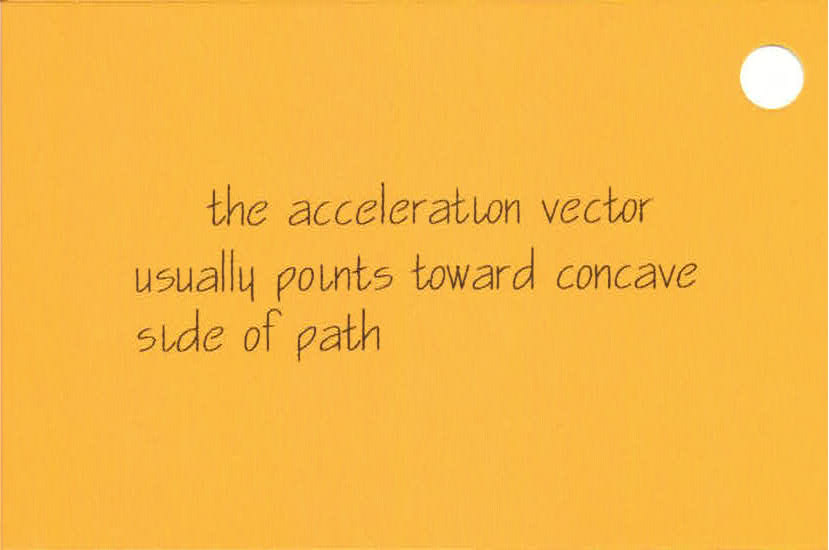 the acceleration vector
usually points toward concave
side of path